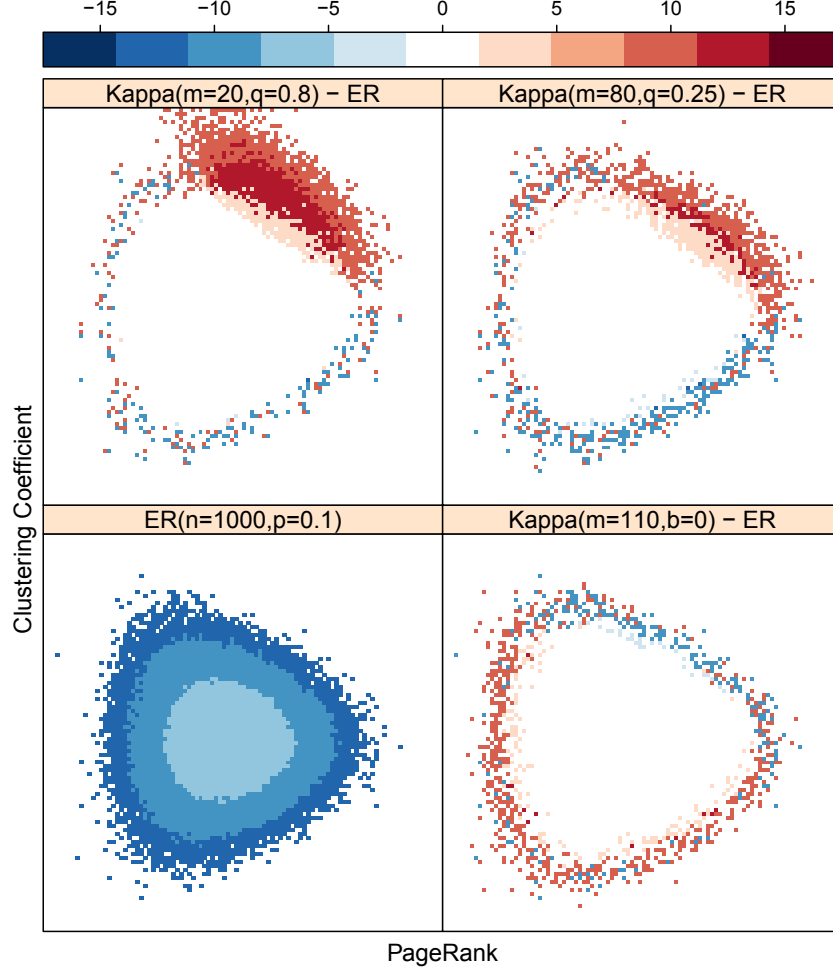 −15 −10 −5 0 5 10 15
Kappa(m=20,q=0.8) − ER
Kappa(m=80,q=0.25) − ER
ER(n=1000,p=0.1)
Kappa(m=110,b=0) − ER
Clustering Coefficient
PageRank